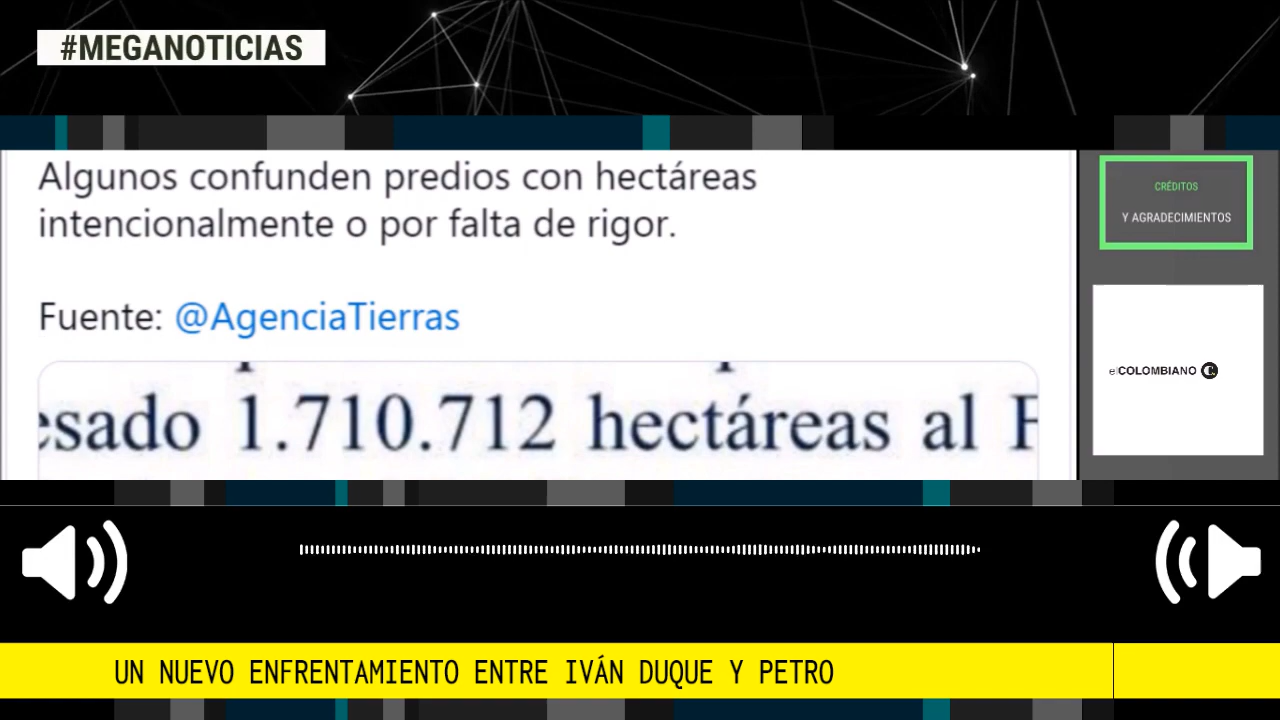 #MEGANOTICIAS
Algunos confunden predios con hectáreas
intencionalmente o por falta de rigor.
Fuente: @AgenciaTierras
esado 1.710.712 hectáreas al F
CRÉDITOS
Y AGRADECIMIENTOS
elCOLOMBIANO C
UN NUEVO ENFRENTAMIENTO ENTRE IVÁN DUQUE Y PETRO